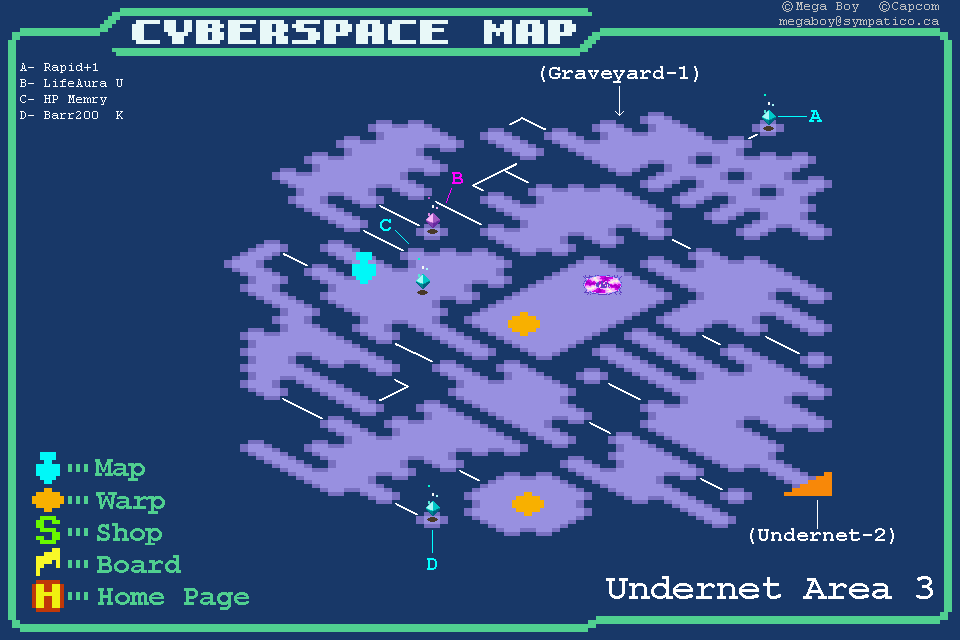 ©Mega Boy ©Capcom
megaboy@sympatico.ca
CYBERSPACE MAP
A- Rapid+1
B- LifeAura U
C- HP Memry
D- Barr200 K
(Graveyard-1)
A
B
C
Map
Warp
S Shop
Board
H Home Page
D
(Undernet-2)
Undernet Area 3